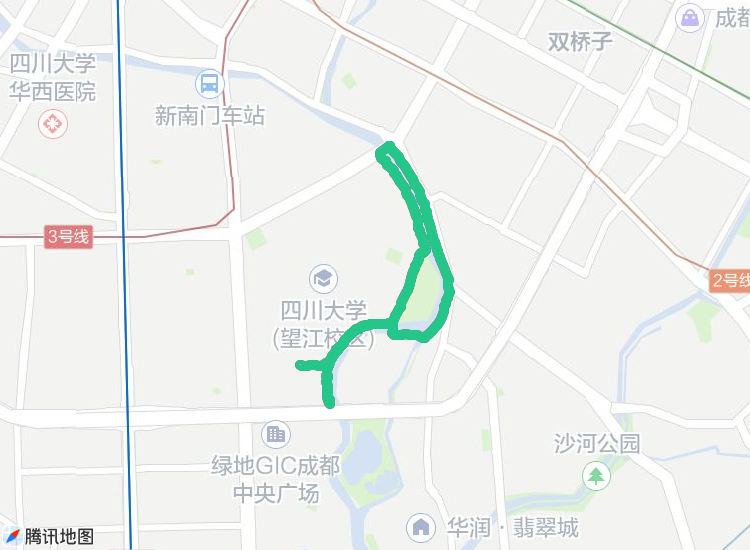 成都
双桥子
四川大学
华西医院
新南门车站
3号线
2号线
四川大学
(望江校区)
绿地GIC成都
中央广场
沙河公园
华润·翡翠城
腾讯地图